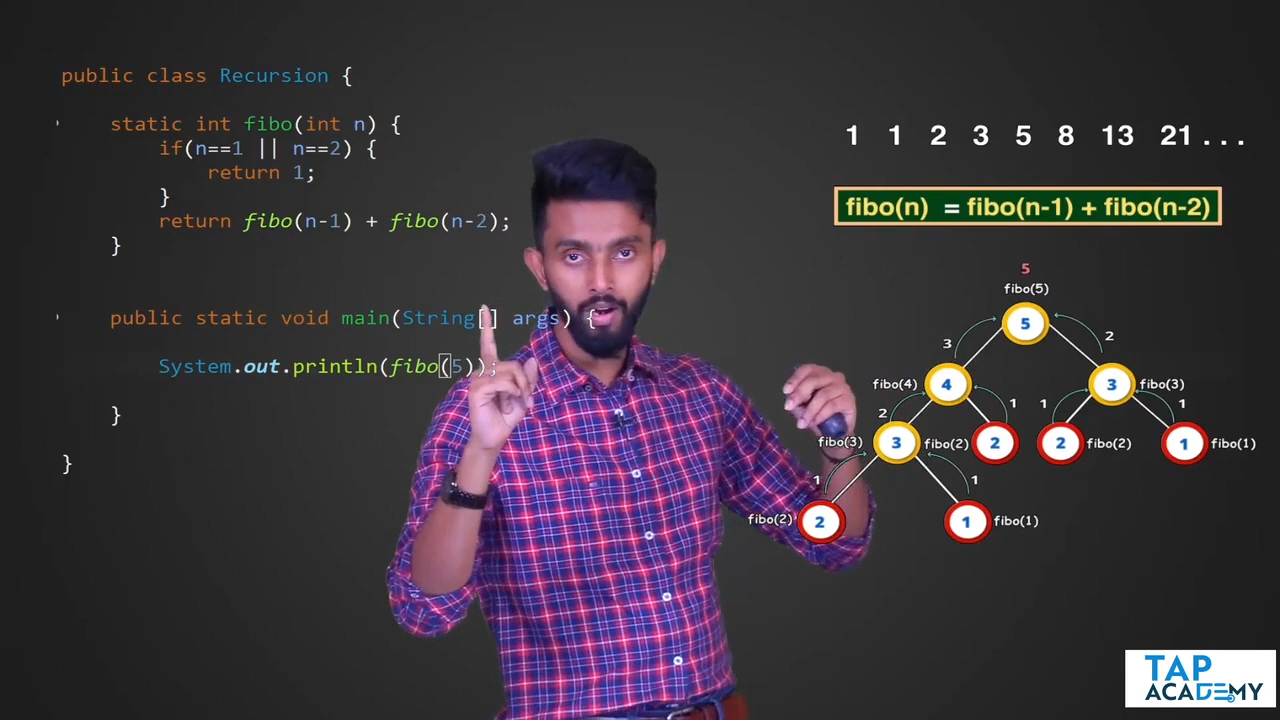 public class Recursion {
static int fibo(int n) {
if(n==1 || n==2) {
return 1;
}
return fibo(n-1) + fibo(n-2);
}
public static void main(String[] args) {
System.out.println(fibo(5));
}
}
1 1 2 3 5 8 13 21 . . .
fibo(n) = fibo(n-1) + fibo(n-2)
5
fibo(5)
5
3 2
fibo(4) 4 3 fibo(3)
2 1 1 1
fibo(3) 3 fibo(2) 2 2 fibo(2) 1 fibo(1)
1 1
fibo(2) 2 1 fibo(1)
TAP
ACADEMY